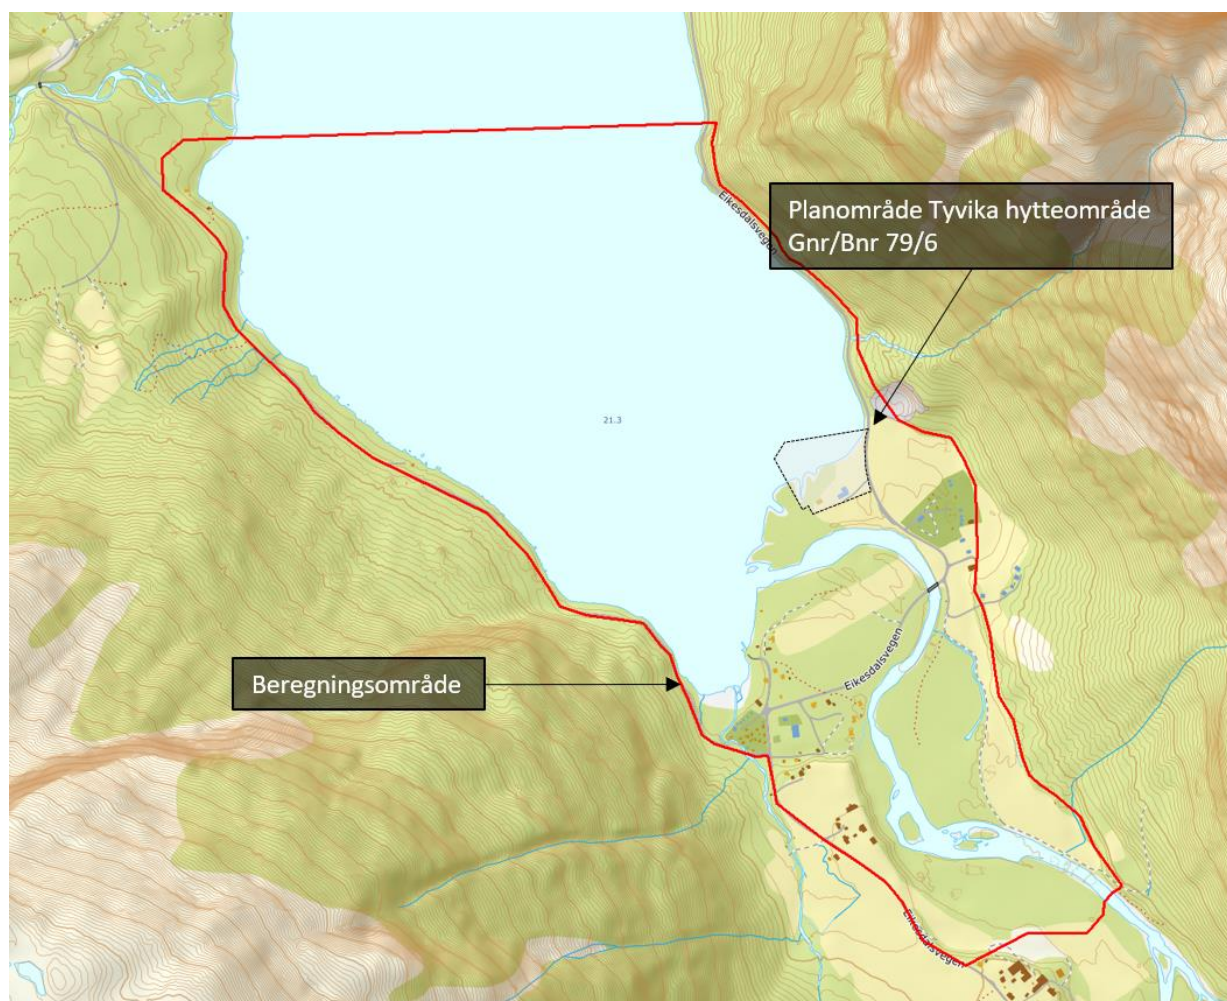 Eikesdalsvegen
Planområde Tyvika hytteområde
Gnr/Bnr 79/6
21.3
Beregningsområde
Eikesdalsvegen
Eikesdalsvegen